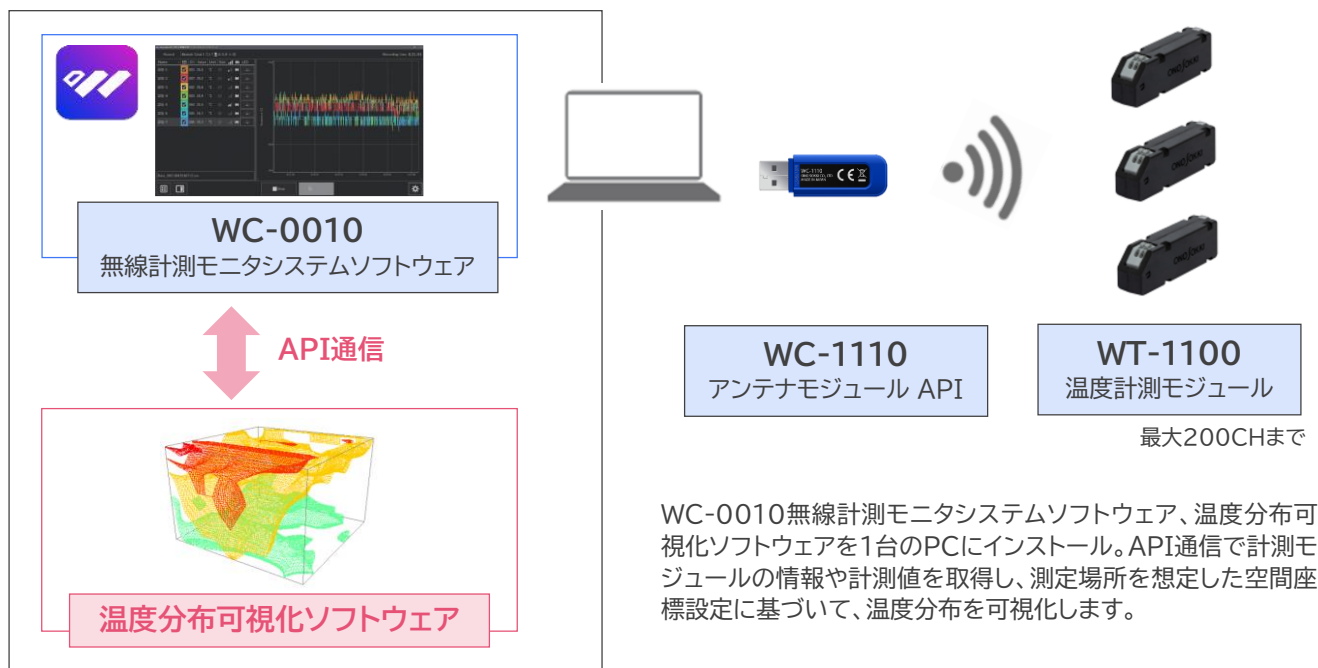 WC-0010
無線計測モニタシステムソフトウェア
API通信
温度分布可視化ソフトウェア
WC-1110
CE
WC-1110
アンテナモジュール API
ONO SOKKI
ONO SOKKI
ONO SOKKI
WT-1100
温度計測モジュール
最大200CHまで
WC-0010無線計測モニタシステムソフトウェア、温度分布可
視化ソフトウェアを1台のPCにインストール。API通信で計測モ
ジュールの情報や計測値を取得し、測定場所を想定した空間座
標設定に基づいて、温度分布を可視化します。